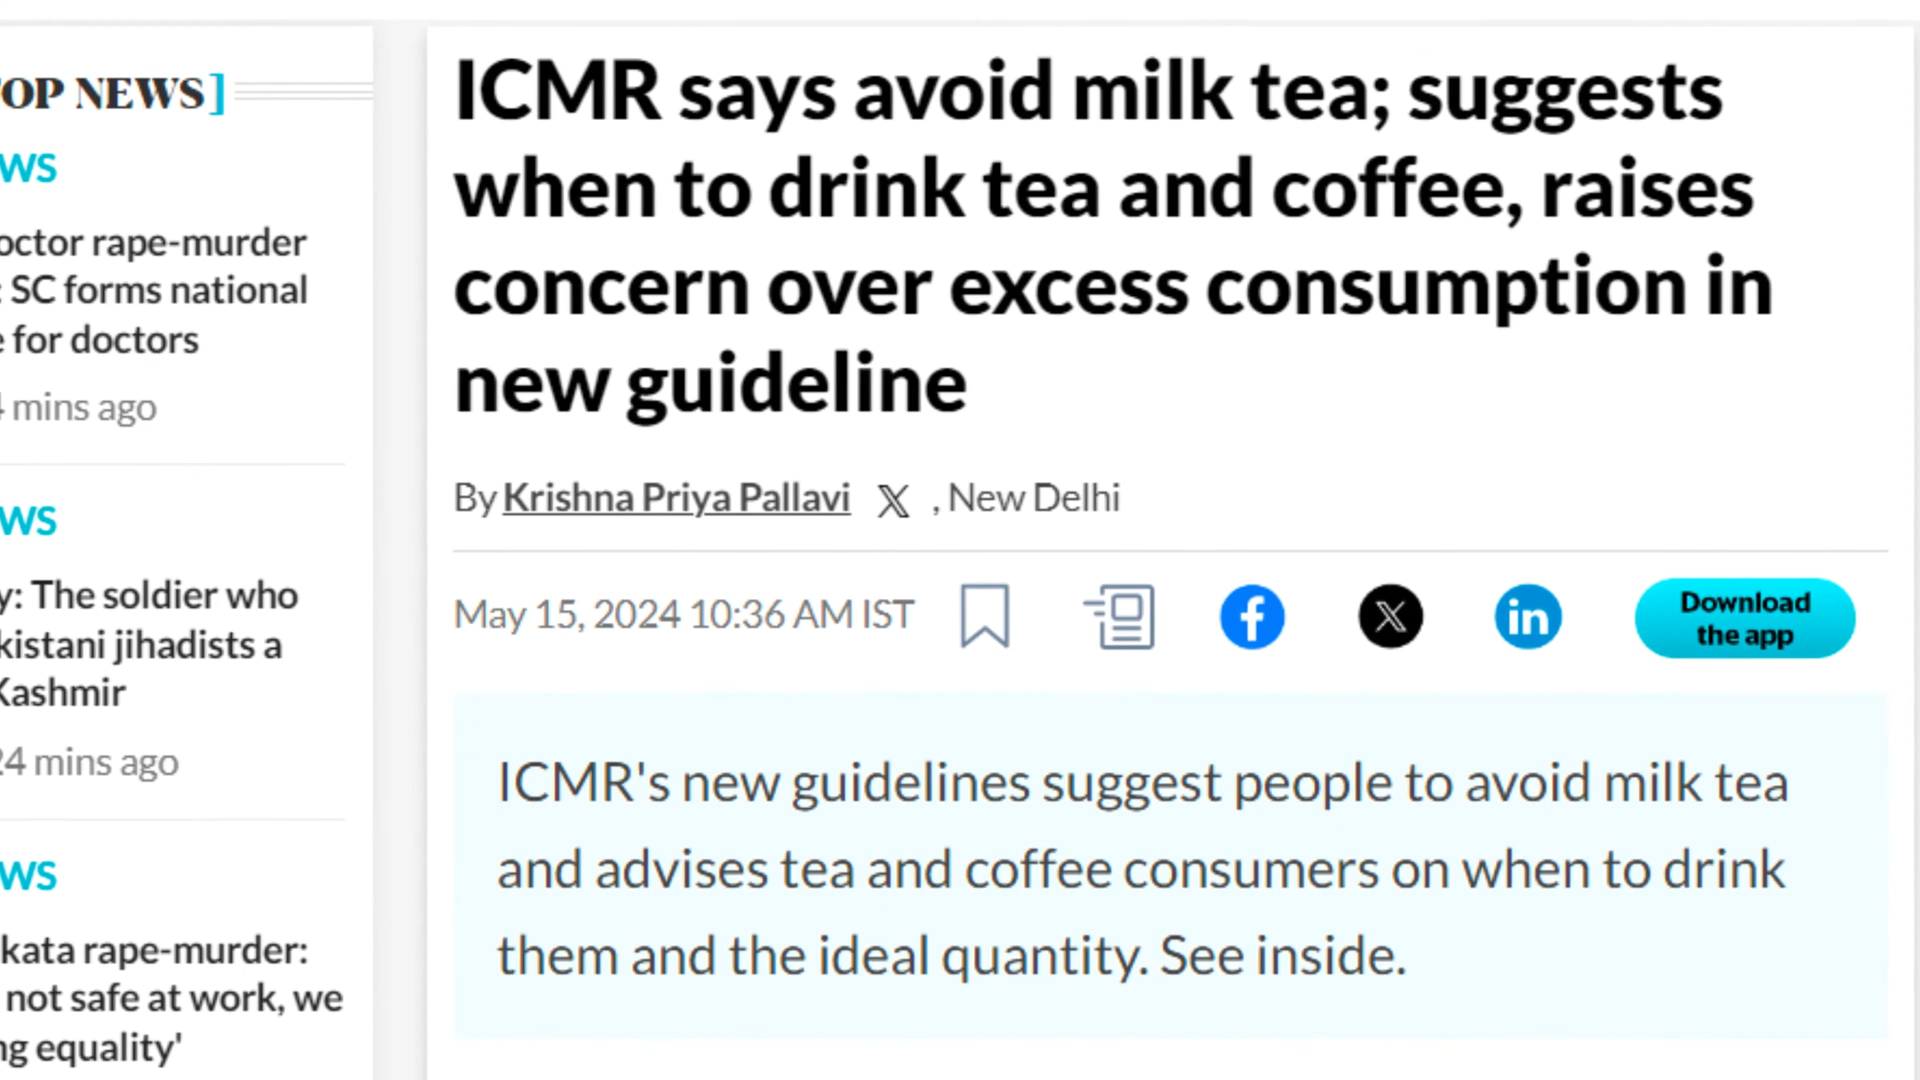 TOP NEWS]
WS
octor rape-murder
: SC forms national
e for doctors
4 mins ago
WS
y: The soldier who
kistani jihadists a
Kashmir
24 mins ago
WS
kata rape-murder:
not safe at work, we
ng equality'
ICMR says avoid milk tea; suggests
when to drink tea and coffee, raises
concern over excess consumption in
new guideline
By Krishna Priya Pallavi X , New Delhi
May 15, 2024 10:36 AM IST
Download
the app
ICMR's new guidelines suggest people to avoid milk tea
and advises tea and coffee consumers on when to drink
them and the ideal quantity. See inside.